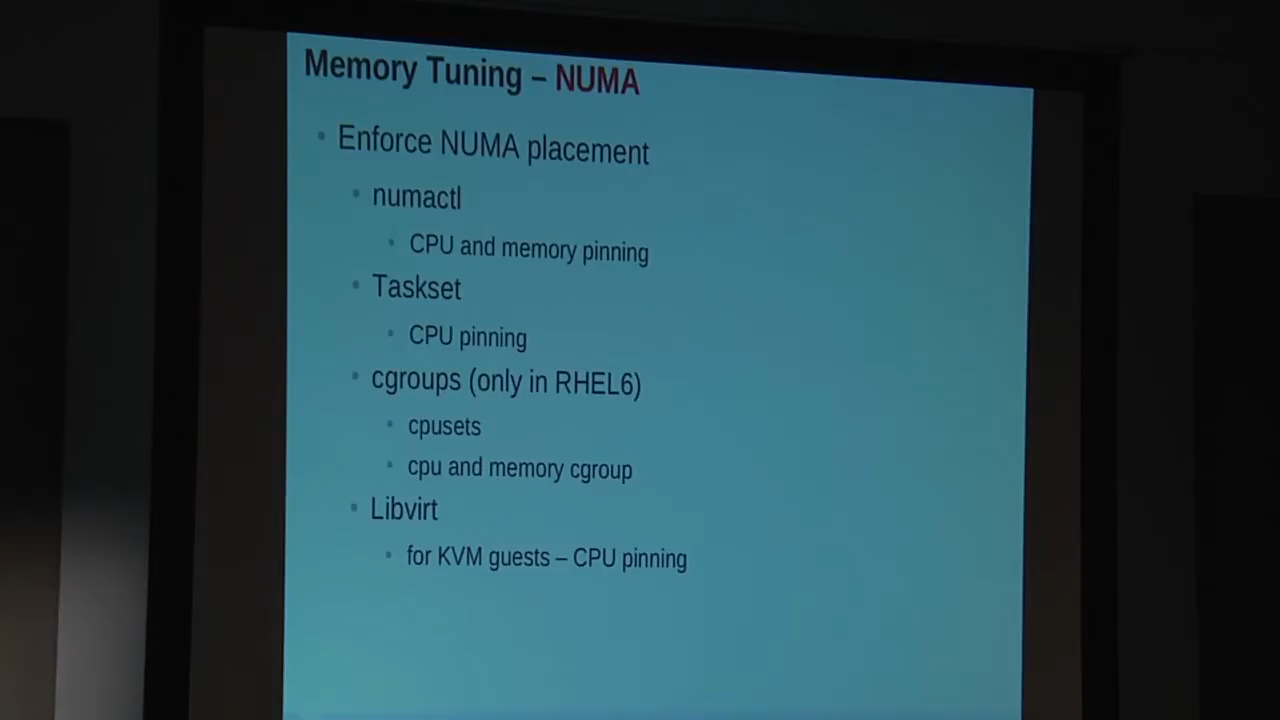 Memory Tuning – NUMA
Enforce NUMA placement
numactl
CPU and memory pinning
Taskset
CPU pinning
cgroups (only in RHEL6)
cpusets
cpu and memory cgroup
Libvirt
for KVM guests – CPU pinning